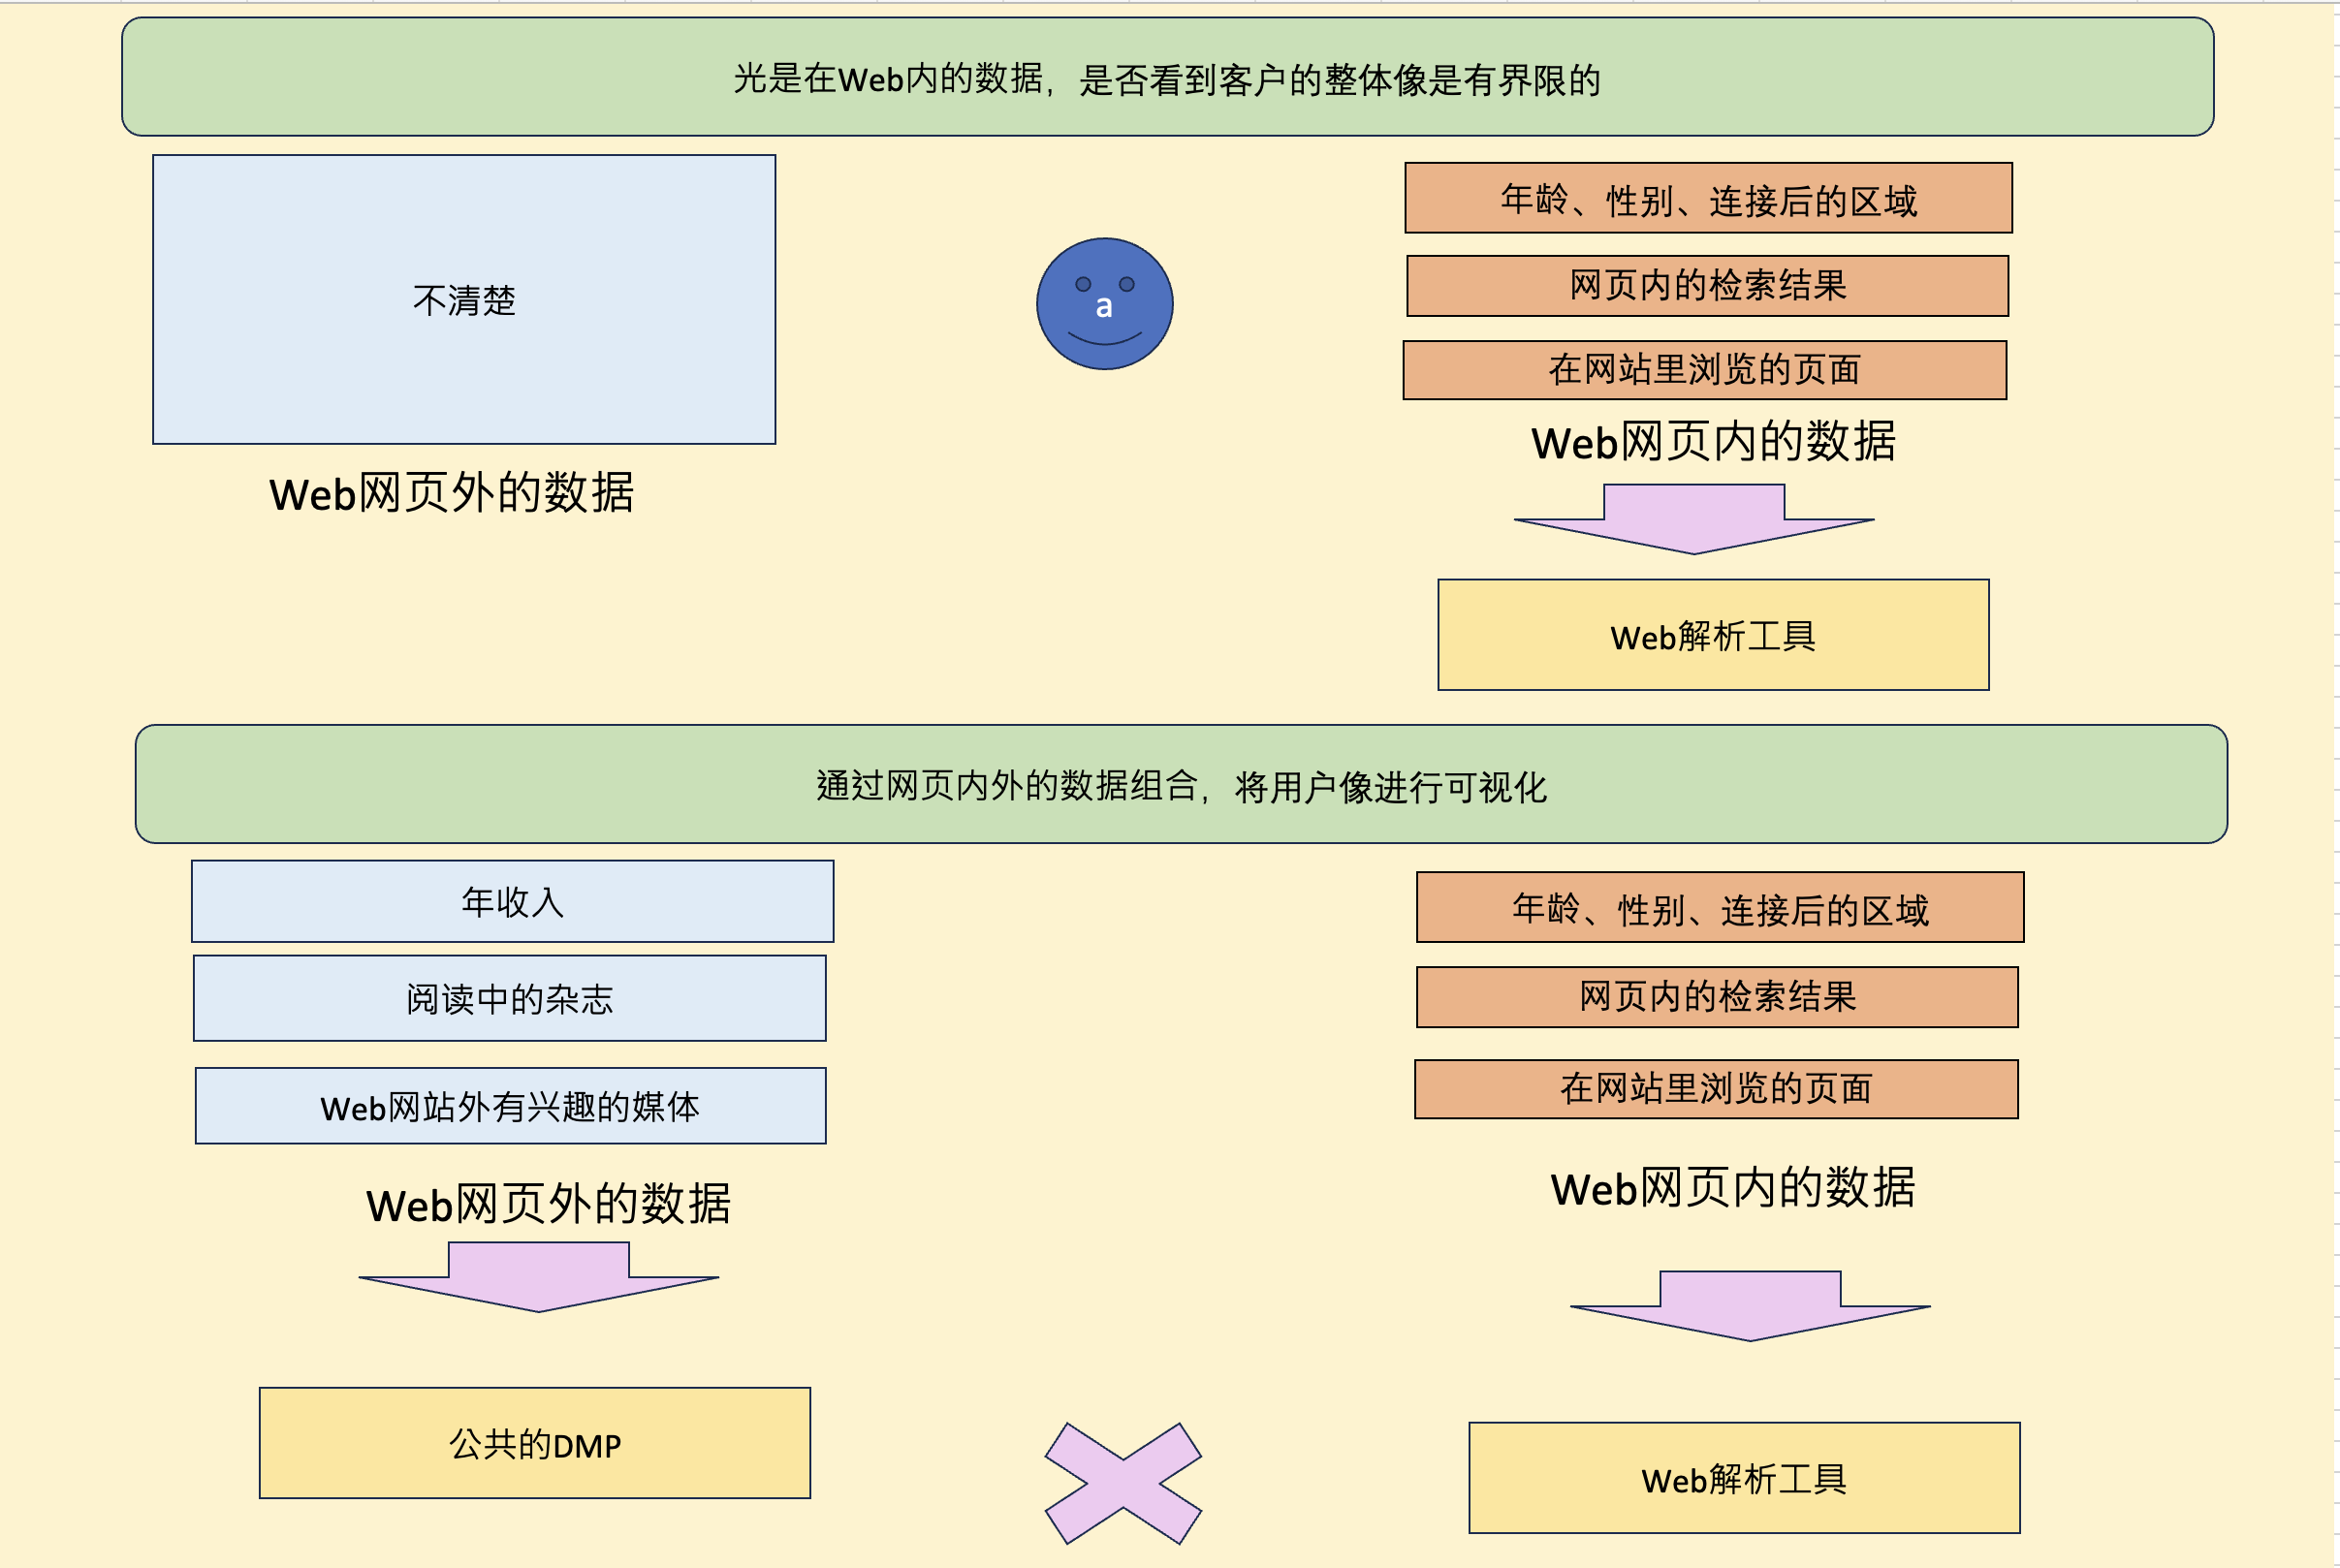 光是在Web内的数据，是否看到客户的整体像是有界限的
不清楚
a
年龄、性别、连接后的区域
网页内的检索结果
在网站里浏览的页面
Web网页外的数据
Web网页内的数据
Web解析工具
通过网页内外的数据组合，将用户像进行可视化
年收入
阅读中的杂志
Web网站外有兴趣的媒体
Web网页外的数据
公共的DMP
年龄、性别、连接后的区域
网页内的检索结果
在网站里浏览的页面
Web网页内的数据
Web解析工具